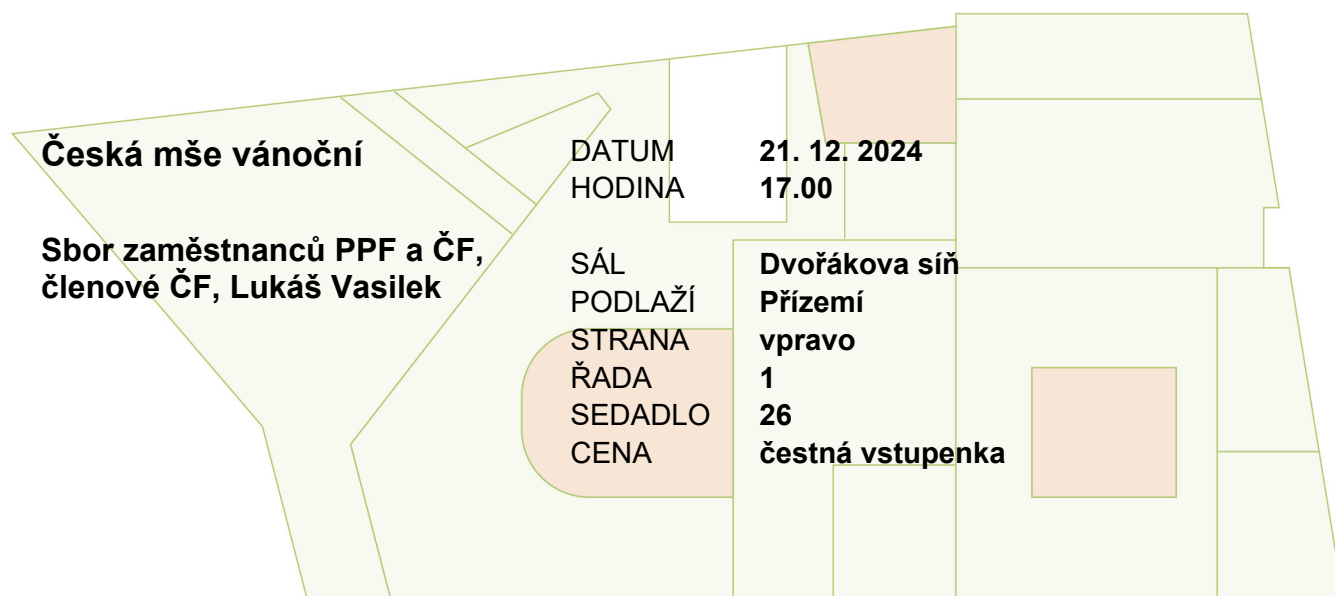 Česká mše vánoční
Sbor zaměstnanců PPF a ČF,
členové ČF, Lukáš Vasilek
DATUM 21. 12. 2024
HODINA 17.00
SÁL Dvořákova síň
PODLAŽÍ Přízemí
STRANA vpravo
ŘADA 1
SEDADLO 26
CENA čestná vstupenka